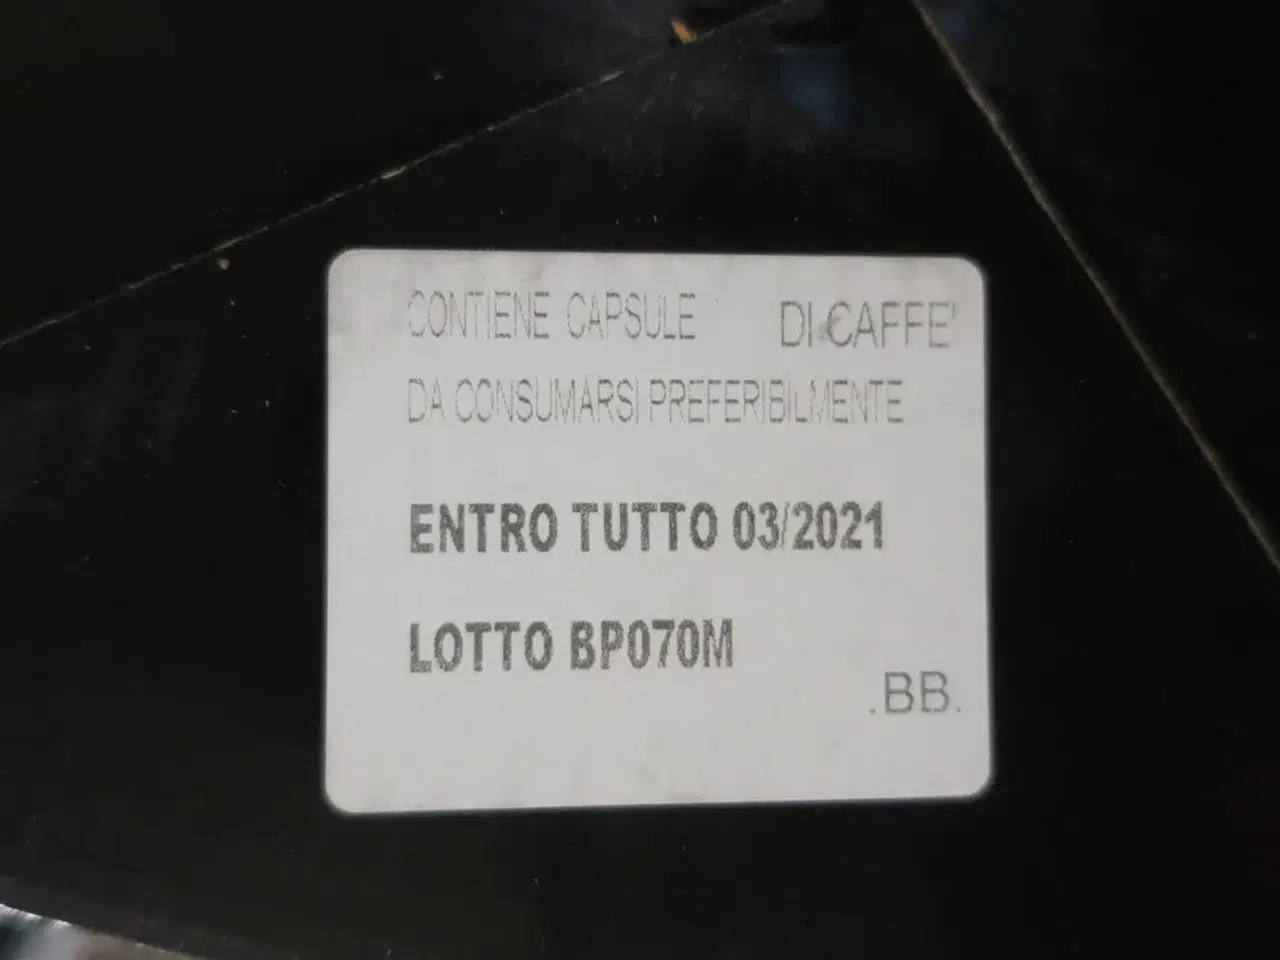 CONTIENE CAPSULE DI CAFFE'
DA CONSUMARSI PREFERIBILMENTE
ENTRO TUTTO 03/2021
LOTTO BP070M
.BB.